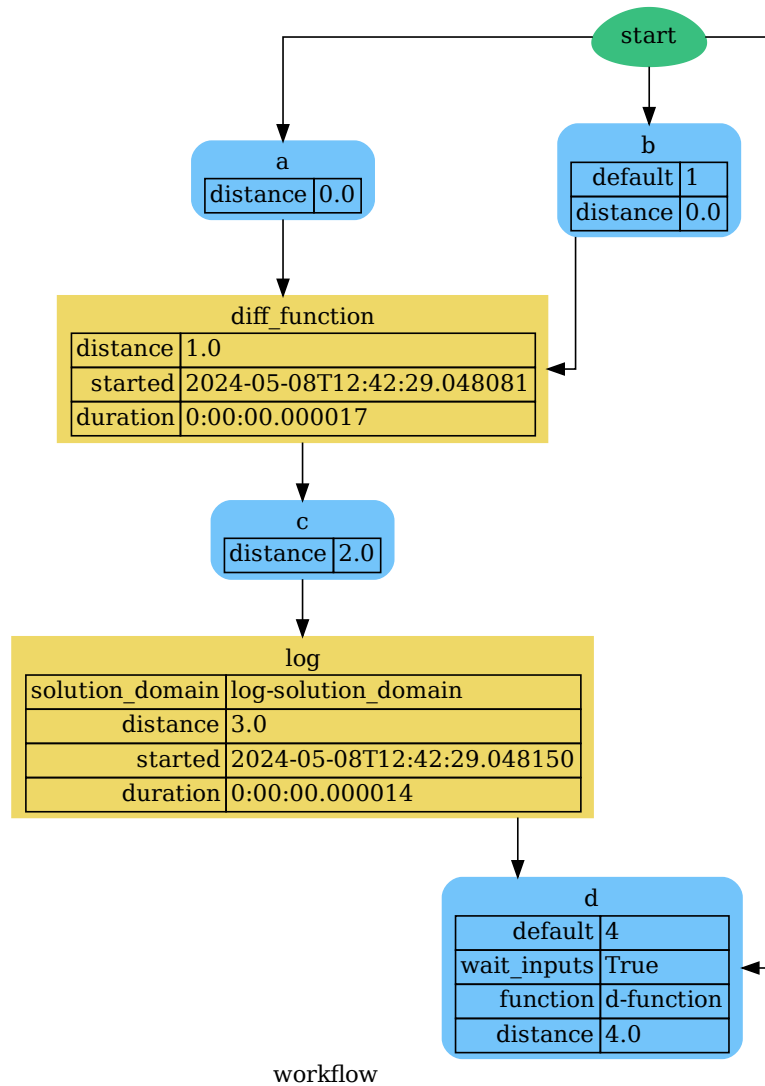 start
a
distance 0.0
b
default 1
distance 0.0
diff_function
distance 1.0
started 2024-05-08T12:42:29.048081
duration 0:00:00.000017
c
distance 2.0
log
solution_domain log-solution_domain
distance 3.0
started 2024-05-08T12:42:29.048150
duration 0:00:00.000014
d
default 4
wait_inputs True
function d-function
distance 4.0
workflow